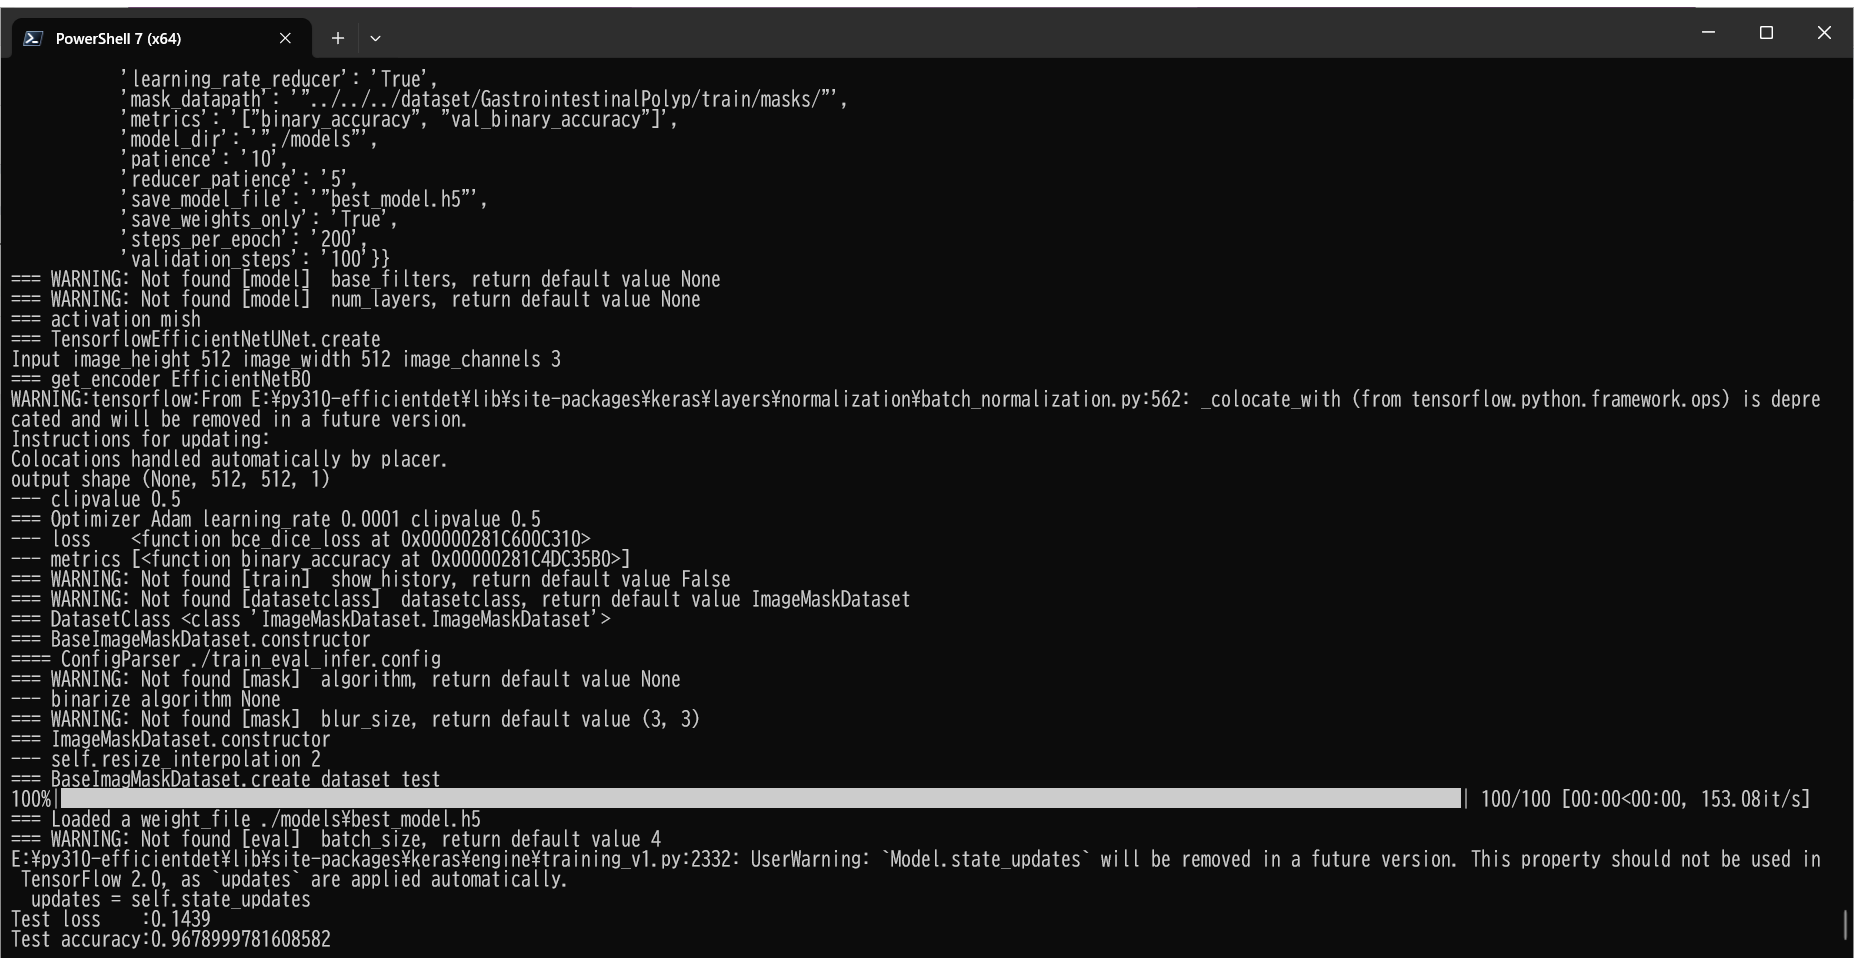 PowerShell 7 (x64)
'learning_rate_reducer': 'True',
'mask_datapath': '"../../../dataset/GastrointestinalPolyp/train/masks/"',
'metrics': '["binary_accuracy", "val_binary_accuracy"]',
'model_dir': '"./models"',
'patience': '10',
'reducer_patience': '5',
'save_model_file': '"best_model.h5"',
'save_weights_only': 'True',
'steps_per_epoch': '200',
'validation_steps': '100'}}
=== WARNING: Not found [model]  base_filters, return default value None
=== WARNING: Not found [model]  num_layers, return default value None
=== activation mish
=== TensorflowEfficientNetUNet.create
Input image_height 512 image_width 512 image_channels 3
=== get_encoder EfficientNetB0
WARNING:tensorflow:From E:¥py310-efficientdet¥lib¥site-packages¥keras¥layers¥normalization¥batch_normalization.py:562: _colocate_with (from tensorflow.python.framework.ops) is depre
cated and will be removed in a future version.
Instructions for updating:
Colocations handled automatically by placer.
output shape (None, 512, 512, 1)
--- clipvalue 0.5
=== Optimizer Adam learning_rate 0.0001 clipvalue 0.5
--- loss    <function bce_dice_loss at 0x00000281C600C310>
--- metrics [<function binary_accuracy at 0x00000281C4DC35B0>]
=== WARNING: Not found [train]  show_history, return default value False
=== WARNING: Not found [datasetclass]  datasetclass, return default value ImageMaskDataset
=== DatasetClass <class 'ImageMaskDataset.ImageMaskDataset'>
=== BaseImageMaskDataset.constructor
==== ConfigParser ./train_eval_infer.config
=== WARNING: Not found [mask]  algorithm, return default value None
--- binarize algorithm None
=== WARNING: Not found [mask]  blur_size, return default value (3, 3)
=== ImageMaskDataset.constructor
--- self.resize_interpolation 2
=== BaseImagMaskDataset.create dataset test
100%| | 100/100 [00:00<00:00, 153.08it/s]
=== Loaded a weight_file ./models¥best_model.h5
=== WARNING: Not found [eval]  batch_size, return default value 4
E:¥py310-efficientdet¥lib¥site-packages¥keras¥engine¥training_v1.py:2332: UserWarning: `Model.state_updates` will be removed in a future version. This property should not be used in
TensorFlow 2.0, as `updates` are applied automatically.
updates = self.state_updates
Test loss    :0.1439
Test accuracy:0.9678999781608582